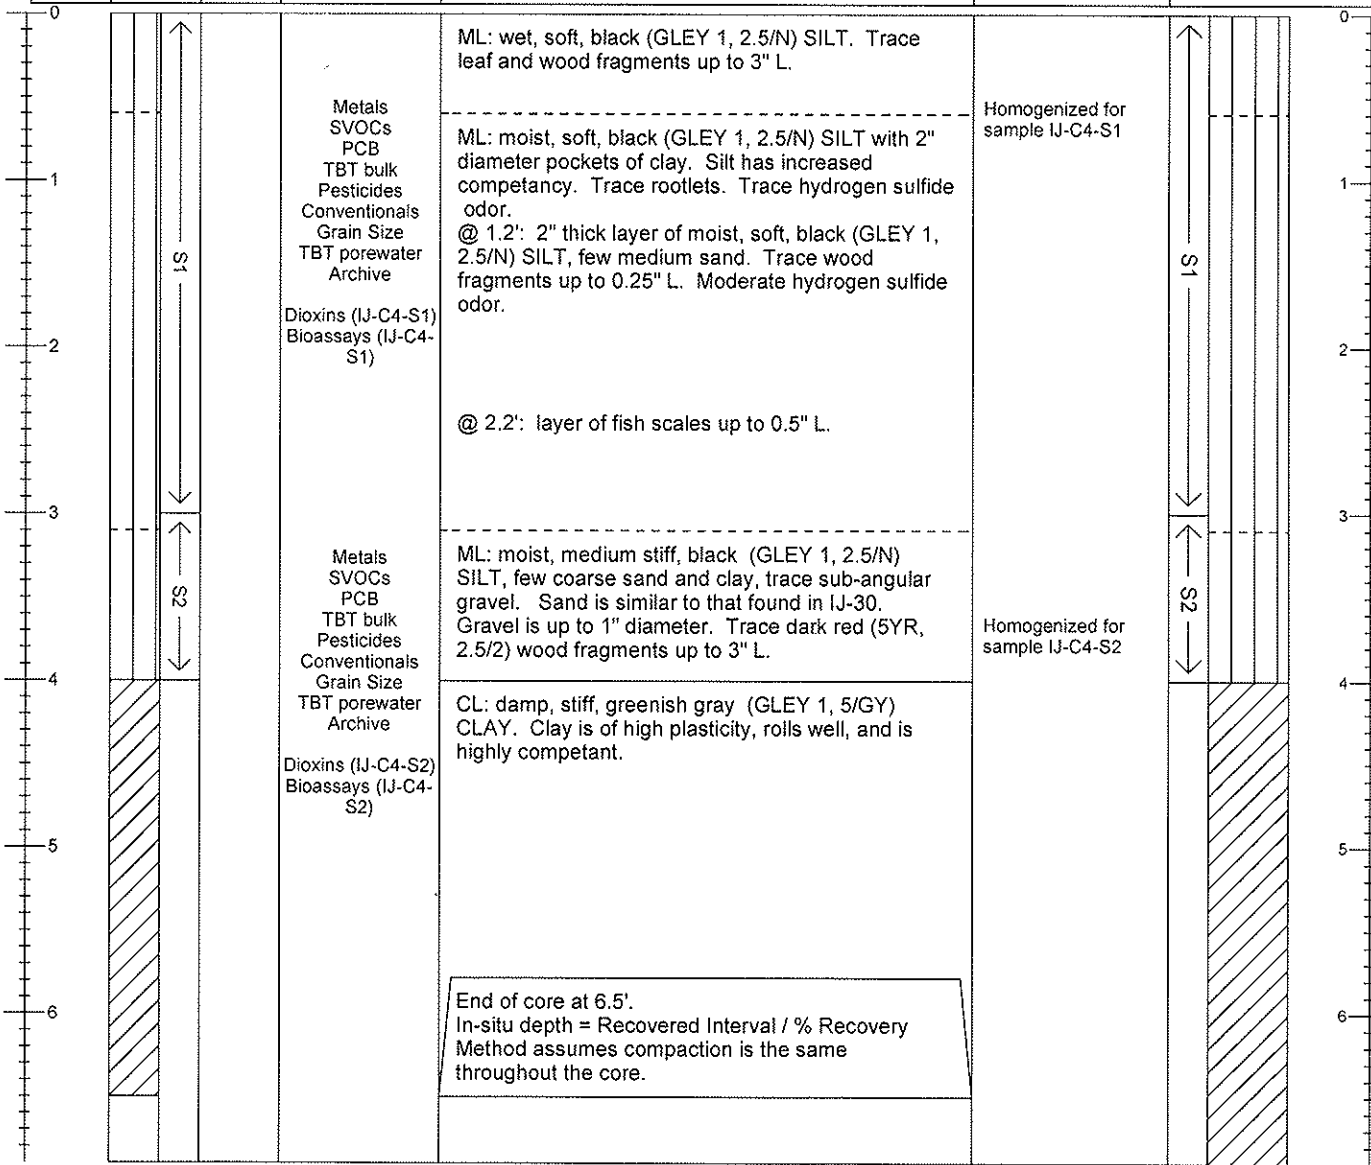 0
ML: wet, soft, black (GLEY 1, 2.5/N) SILT. Trace
leaf and wood fragments up to 3" L.
0
Metals
SVOCs
PCB
TBT bulk
Pesticides
Conventionals
Grain Size
TBT porewater
Archive
Dioxins (IJ-C4-S1)
Bioassays (IJ-C4-
S1)
ML: moist, soft, black (GLEY 1, 2.5/N) SILT with 2"
diameter pockets of clay. Silt has increased
competancy. Trace rootlets. Trace hydrogen sulfide
odor.
@ 1.2': 2" thick layer of moist, soft, black (GLEY 1,
2.5/N) SILT, few medium sand. Trace wood
fragments up to 0.25" L. Moderate hydrogen sulfide
odor.
@ 2.2': layer of fish scales up to 0.5" L.
Homogenized for
sample IJ-C4-S1
1
S1
S1
1
2
2
3
3
S2
Metals
SVOCs
PCB
TBT bulk
Pesticides
Conventionals
Grain Size
TBT porewater
Archive
Dioxins (IJ-C4-S2)
Bioassays (IJ-C4-
S2)
ML: moist, medium stiff, black (GLEY 1, 2.5/N)
SILT, few coarse sand and clay, trace sub-angular
gravel. Sand is similar to that found in IJ-30.
Gravel is up to 1" diameter. Trace dark red (5YR,
2.5/2) wood fragments up to 3" L.
Homogenized for
sample IJ-C4-S2
S2
4
CL: damp, stiff, greenish gray (GLEY 1, 5/GY)
CLAY. Clay is of high plasticity, rolls well, and is
highly competant.
4
5
5
6
End of core at 6.5'.
In-situ depth = Recovered Interval / % Recovery
Method assumes compaction is the same
throughout the core.
6